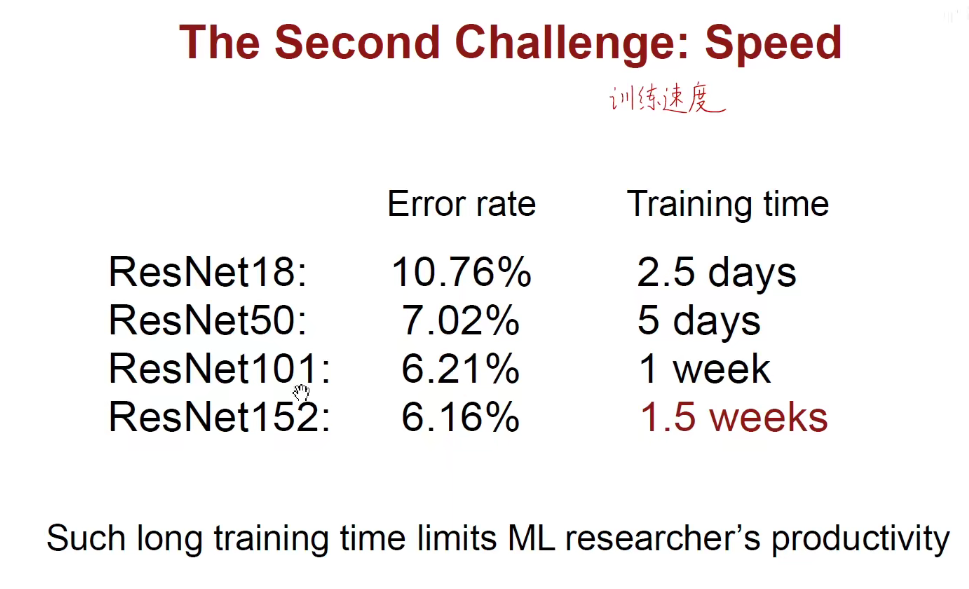 The Second Challenge: Speed
训练速度
Error rate Training time
ResNet18: 10.76% 2.5 days
ResNet50: 7.02% 5 days
ResNet101: 6.21% 1 week
ResNet152: 6.16% 1.5 weeks
Such long training time limits ML researcher's productivity